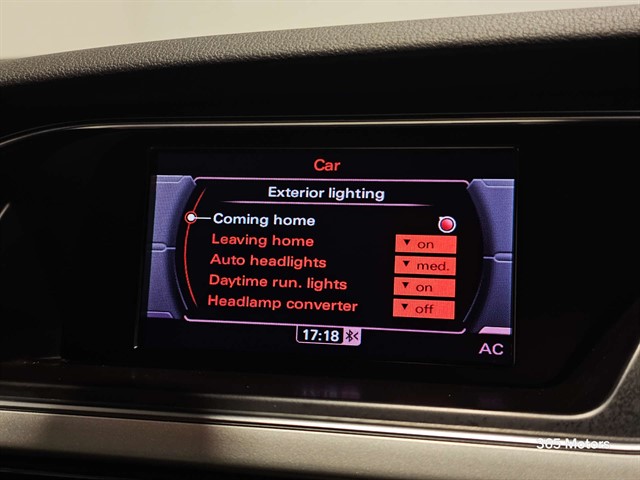 Car
Exterior lighting
Coming home
Leaving home on
Auto headlights med.
Daytime run. lights on
Headlamp converter off
17:18
AC
365 Motors